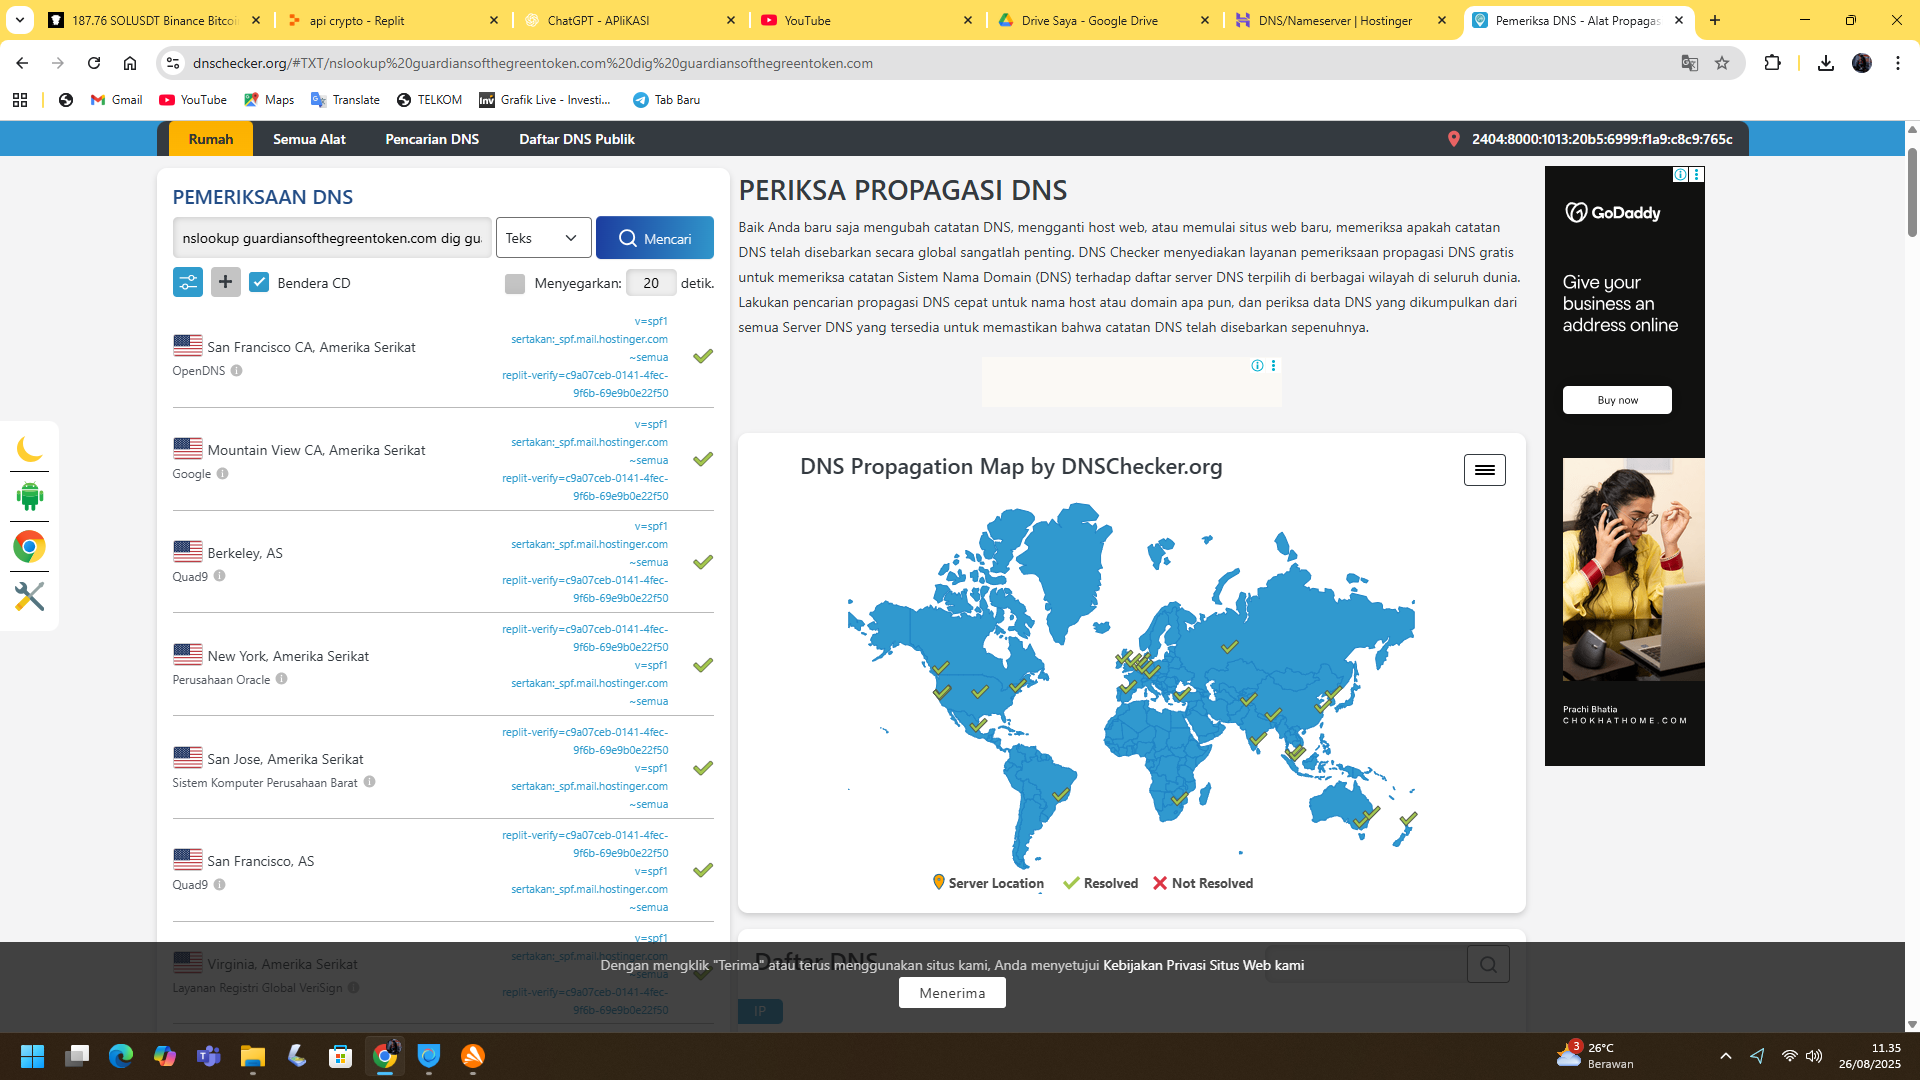 187.76 SOLUSDT Binance Bitcoi
api crypto - Replit
ChatGPT - APliKASI
YouTube
Drive Saya - Google Drive
DNS/Nameserver | Hostinger
Pemeriksa DNS - Alat Propagas
dnschecker.org/#TXT/nslookup%20guardiansofthegreentoken.com%20dig%20guardiansofthegreentoken.com
Gmail
YouTube
Maps
Translate
TELKOM
Grafik Live - Investi...
Tab Baru
Rumah
Semua Alat
Pencarian DNS
Daftar DNS Publik
2404:8000:1013:20b5:6999:f1a9:c8c9:765c
PEMERIKSAAN DNS
nslookup guardiansofthegreentoken.com dig gu
Teks
Mencari
Bendera CD
Menyegarkan:
20
detik.
San Francisco CA, Amerika Serikat
OpenDNS
v=spf1
sertakan:_spf.mail.hostinger.com
~semua
replit-verify=c9a07ceb-0141-4fec-
9f6b-69e9b0e22f50
Mountain View CA, Amerika Serikat
Google
v=spf1
sertakan:_spf.mail.hostinger.com
~semua
replit-verify=c9a07ceb-0141-4fec-
9f6b-69e9b0e22f50
Berkeley, AS
Quad9
v=spf1
sertakan:_spf.mail.hostinger.com
~semua
replit-verify=c9a07ceb-0141-4fec-
9f6b-69e9b0e22f50
New York, Amerika Serikat
Perusahaan Oracle
replit-verify=c9a07ceb-0141-4fec-
9f6b-69e9b0e22f50
v=spf1
sertakan:_spf.mail.hostinger.com
~semua
San Jose, Amerika Serikat
Sistem Komputer Perusahaan Barat
replit-verify=c9a07ceb-0141-4fec-
9f6b-69e9b0e22f50
v=spf1
sertakan:_spf.mail.hostinger.com
~semua
San Francisco, AS
Quad9
replit-verify=c9a07ceb-0141-4fec-
9f6b-69e9b0e22f50
v=spf1
sertakan:_spf.mail.hostinger.com
~semua
Virginia, Amerika Serikat
Layanan Registri Global VeriSign
v=spf1
sertakan:_spf.mail.hostinger.com
~semua
replit-verify=c9a07ceb-0141-4fec-
9f6b-69e9b0e22f50
PERIKSA PROPAGASI DNS
Baik Anda baru saja mengubah catatan DNS, mengganti host web, atau memulai situs web baru, memeriksa apakah catatan
DNS telah disebarkan secara global sangatlah penting. DNS Checker menyediakan layanan pemeriksaan propagasi DNS gratis
untuk memeriksa catatan Sistem Nama Domain (DNS) terhadap daftar server DNS terpilih di berbagai wilayah di seluruh dunia.
Lakukan pencarian propagasi DNS cepat untuk nama host atau domain apa pun, dan periksa data DNS yang dikumpulkan dari
semua Server DNS yang tersedia untuk memastikan bahwa catatan DNS telah disebarkan sepenuhnya.
DNS Propagation Map by DNSChecker.org
Server Location
Resolved
Not Resolved
Daftar DNS
IP
GoDaddy
Give your
business an
address online
Buy now
Prachi Bhatia
CHOKHATHOME.COM
Dengan mengklik "Terima" atau terus menggunakan situs kami, Anda menyetujui Kebijakan Privasi Situs Web kami
Menerima
3
26°C
Berawan
11.35
26/08/2025